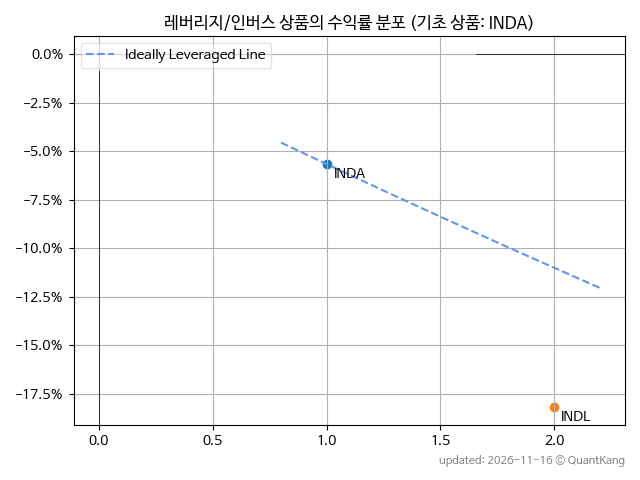 레버리지/인버스 상품의 수익률 분포 (기초 상품: INDA)
0.0%
Ideally Leveraged Line
−2.5%
−5.0%
INDA
−7.5%
−10.0%
−12.5%
−15.0%
−17.5%
INDL
0.0 0.5 1.0 1.5 2.0
updated: 2026-11-16 © QuantKang